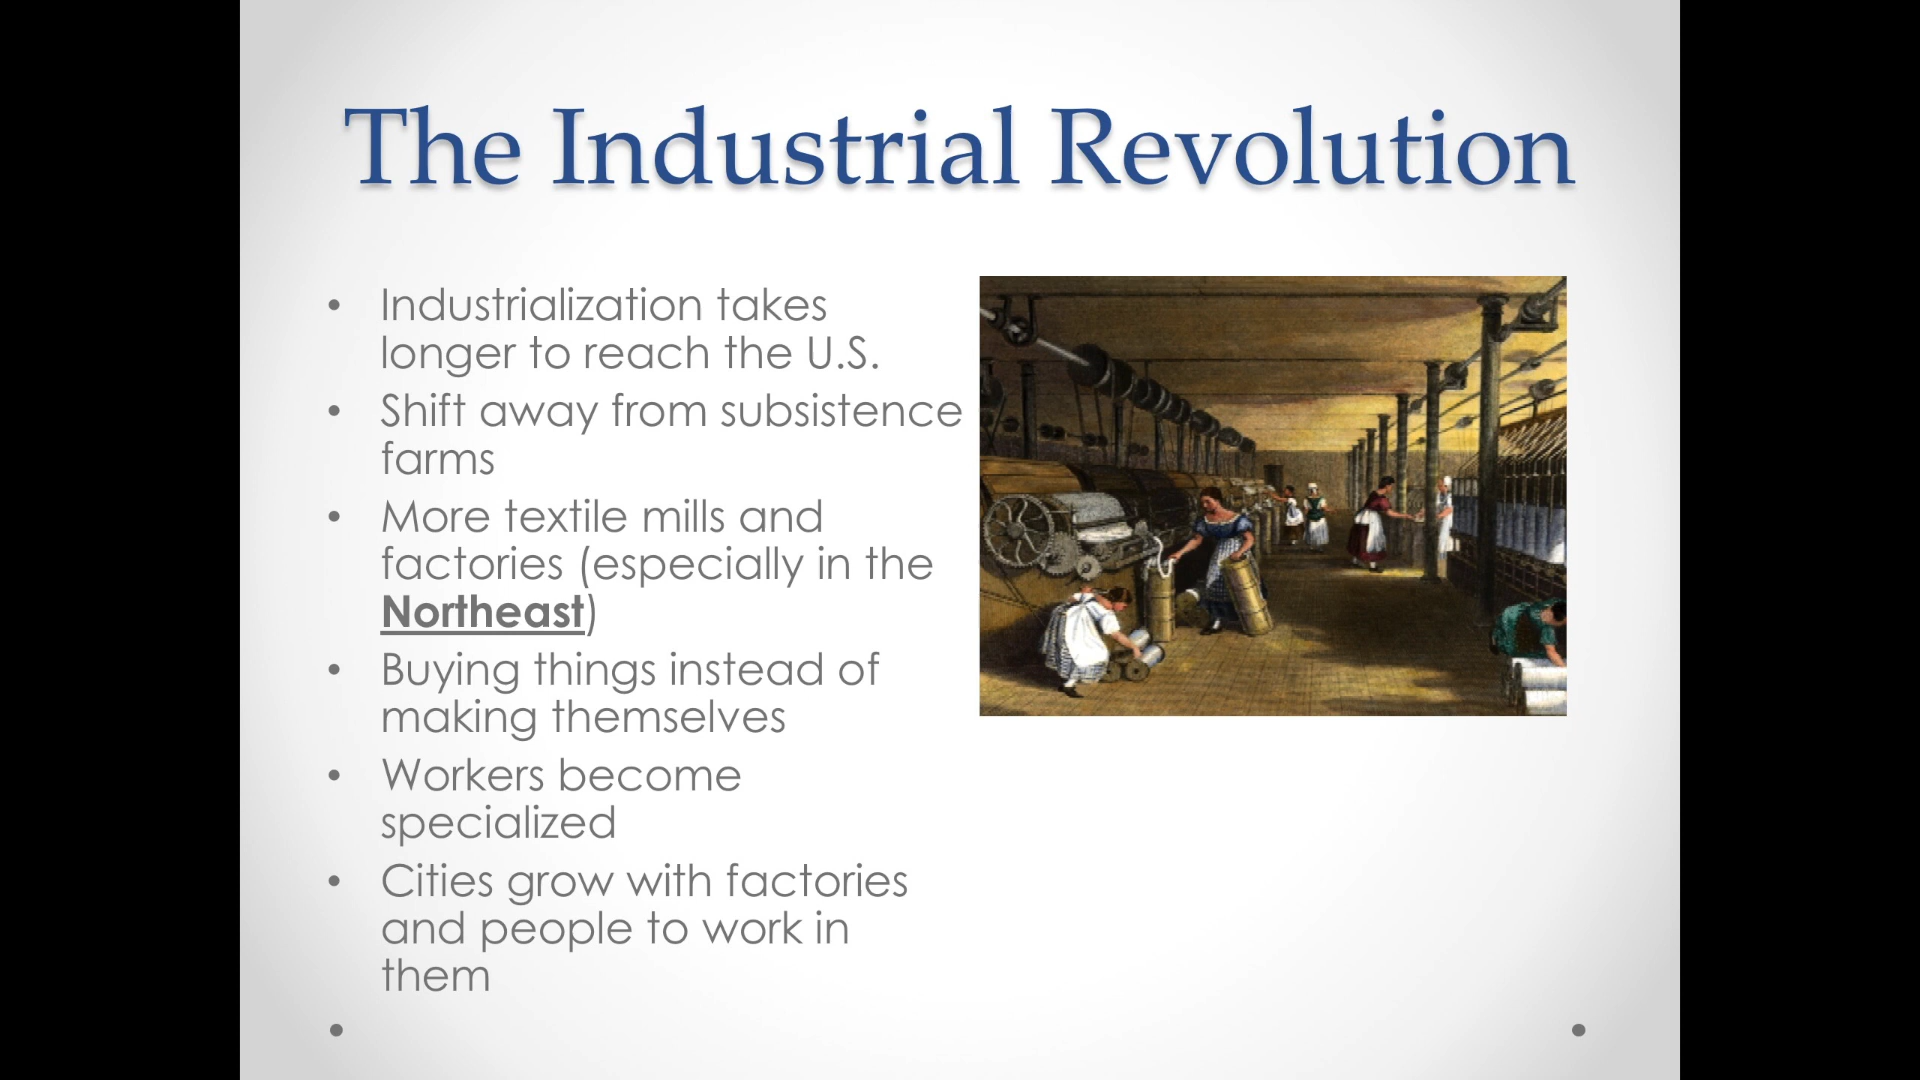 The Industrial Revolution
• Industrialization takes
longer to reach the U.S.
• Shift away from subsistence
farms
• More textile mills and
factories (especially in the
Northeast)
• Buying things instead of
making themselves
• Workers become
specialized
• Cities grow with factories
and people to work in
them